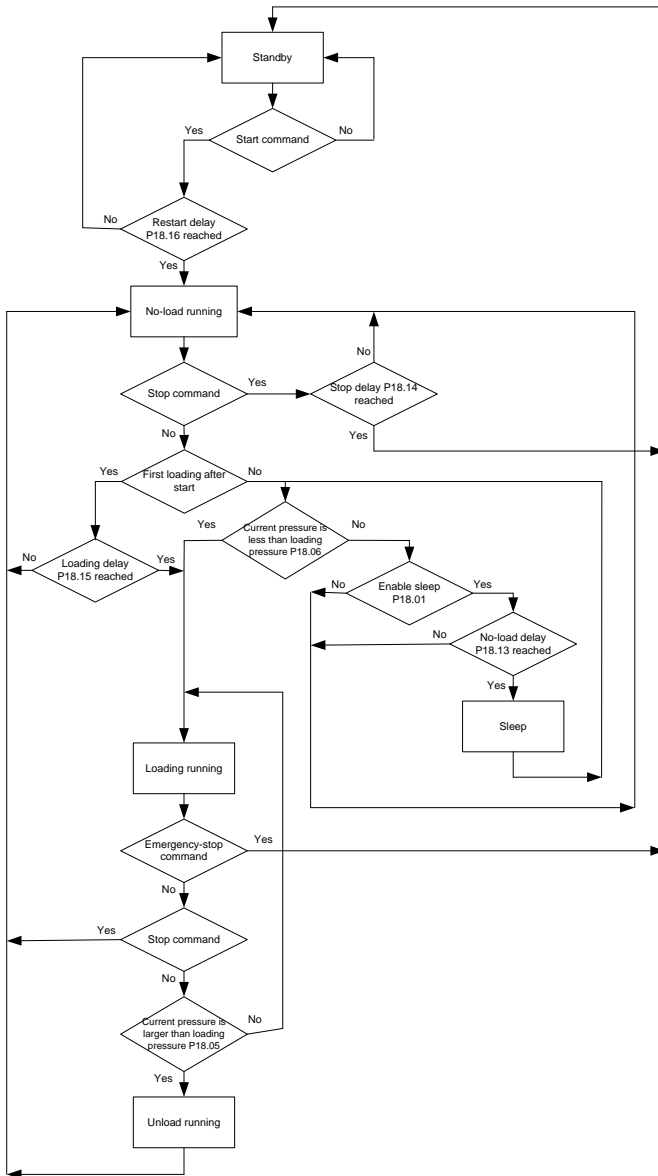 Standby
Yes
Start command
No
No
Restart delay
P18.16 reached
Yes
No-load running
No
Stop command
Yes
Stop delay P18.14
reached
No
Yes
Yes
First loading after
start
No
No
Loading delay
P18.15 reached
Yes
Yes
Current pressure is
less than loading
pressure P18.06
No
No
Enable sleep
P18.01
Yes
No
No-load delay
P18.13 reached
Yes
Sleep
Loading running
Emergency-stop
command
Yes
No
Yes
Stop command
No
Current pressure is
larger than loading
pressure P18.05
No
Yes
Unload running